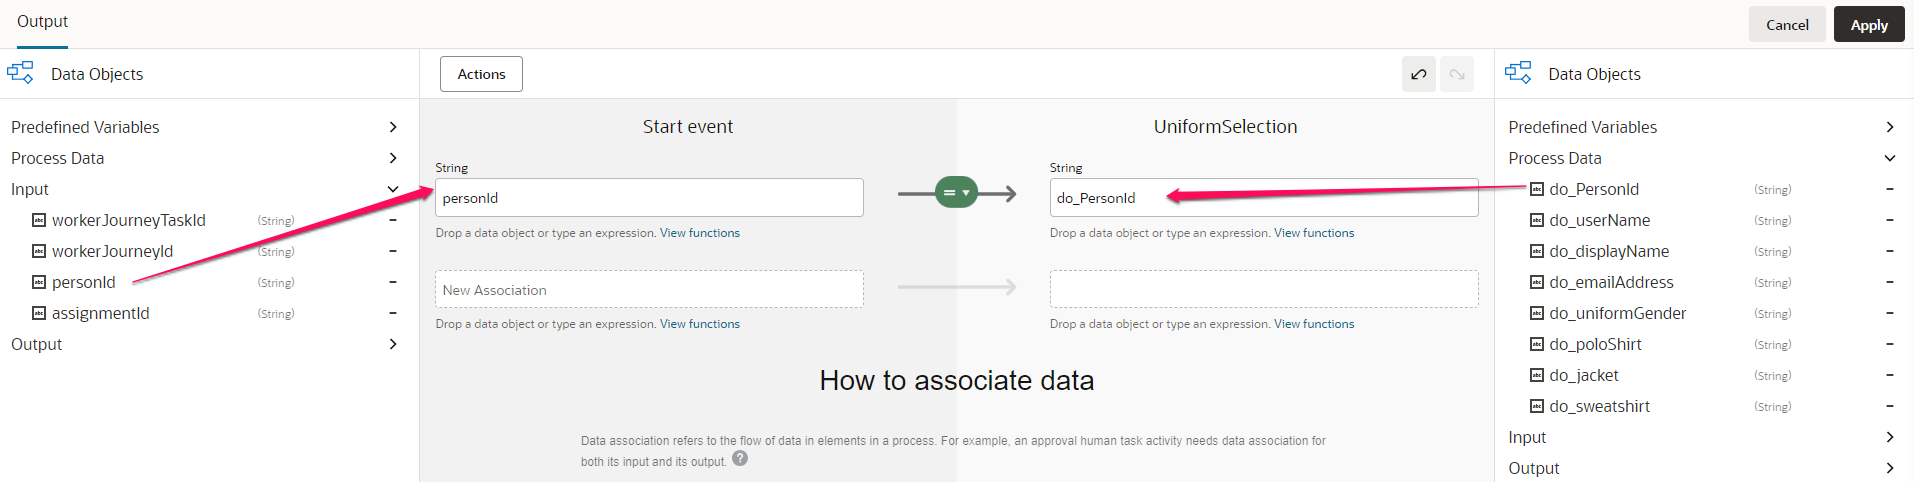 Output
Cancel
Apply
Data Objects
Predefined Variables
Process Data
Input
workerJourneyTaskId (String)
workerJourneyId (String)
personId (String)
assignmentId (String)
Output
Actions
Start event
UniformSelection
String
personId
Drop a data object or type an expression. View functions
String
do_PersonId
Drop a data object or type an expression. View functions
New Association
Drop a data object or type an expression. View functions
Drop a data object or type an expression. View functions
How to associate data
Data association refers to the flow of data in elements in a process. For example, an approval human task activity needs data association for
both its input and its output. ?
Data Objects
Predefined Variables
Process Data
do_PersonId (String)
do_userName (String)
do_displayName (String)
do_emailAddress (String)
do_uniformGender (String)
do_poloShirt (String)
do_jacket (String)
do_sweatshirt (String)
Input
Output